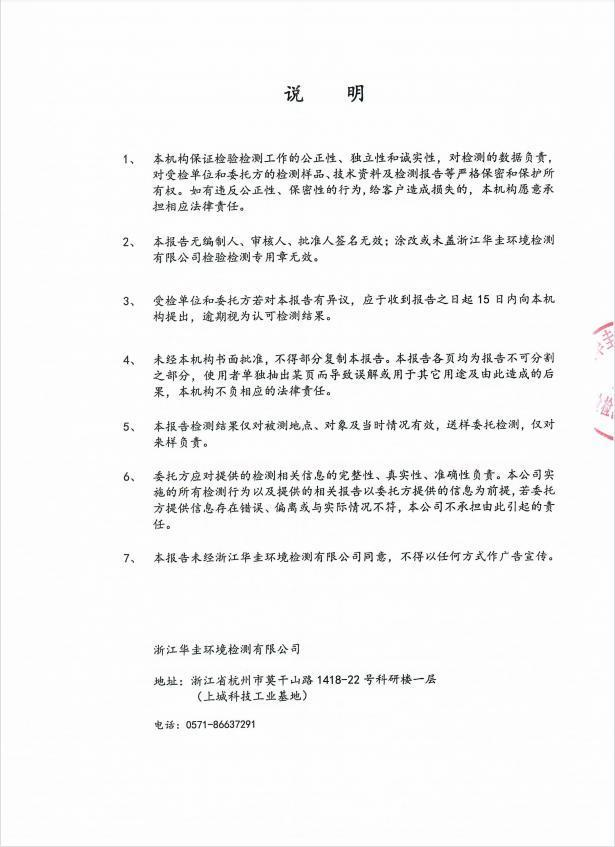 说 明
1、 本机构保证检验检测工作的公正性、独立性和诚实性，对检测的数据负责，
对受检单位和委托方的检测样品、技术资料及检测报告等严格保密和保护所
有权。如有违反公正性、保密性的行为,给客户造成损失的，本机构愿意承
担相应法律责任。
2、 本报告无编制人、审核人、批准人签名无效；涂改或未盖浙江华圭环境检测
有限公司检验检测专用章无效。
3、 受检单位和委托方若对本报告有异议，应于收到报告之日起 15 日内向本机
构提出，逾期视为认可检测结果。
4、 未经本机构书面批准，不得部分复制本报告。本报告各页均为报告不可分割
之部分，使用者单独抽出某页而导致误解或用于其它用途及由此造成的后
果，本机构不负相应的法律责任。
5、 本报告检测结果仅对被测地点、对象及当时情况有效，送样委托检测，仅对
来样负责。
6、 委托方应对提供的检测相关信息的完整性、真实性、准确性负责。本公司实
施的所有检测行为以及提供的相关报告以委托方提供的信息为前提，若委托
方提供信息存在错误、偏离或与实际情况不符，本公司不承担由此引起的责
任。
7、 本报告未经浙江华圭环境检测有限公司同意，不得以任何方式作广告宣传。
浙江华圭环境检测有限公司
地址：浙江省杭州市莫干山路 1418-22 号科研楼一层
（上城科技工业基地）
电话：0571-86637291